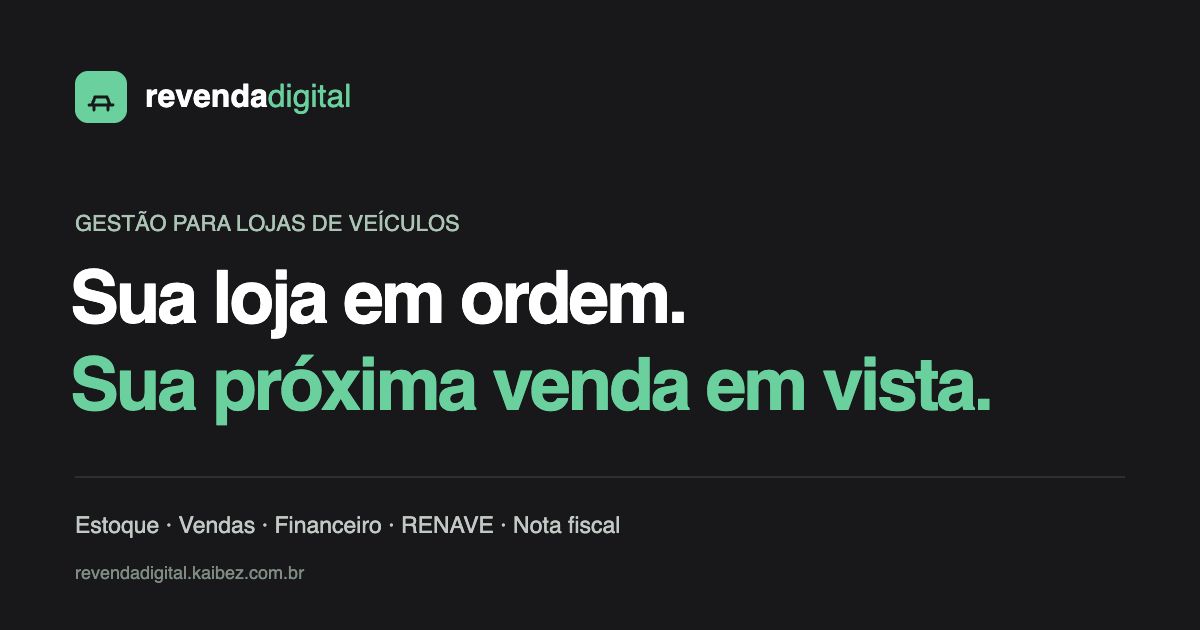 revendadigital
GESTÃO PARA LOJAS DE VEÍCULOS
Sua loja em ordem.
Sua próxima venda em vista.
Estoque · Vendas · Financeiro · RENAVE · Nota fiscal
revendadigital.kaibez.com.br